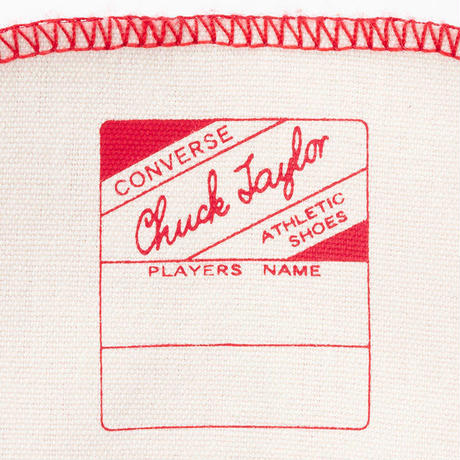 CONVERSE
Chuck Taylor
ATHLETIC
SHOES
PLAYERS NAME